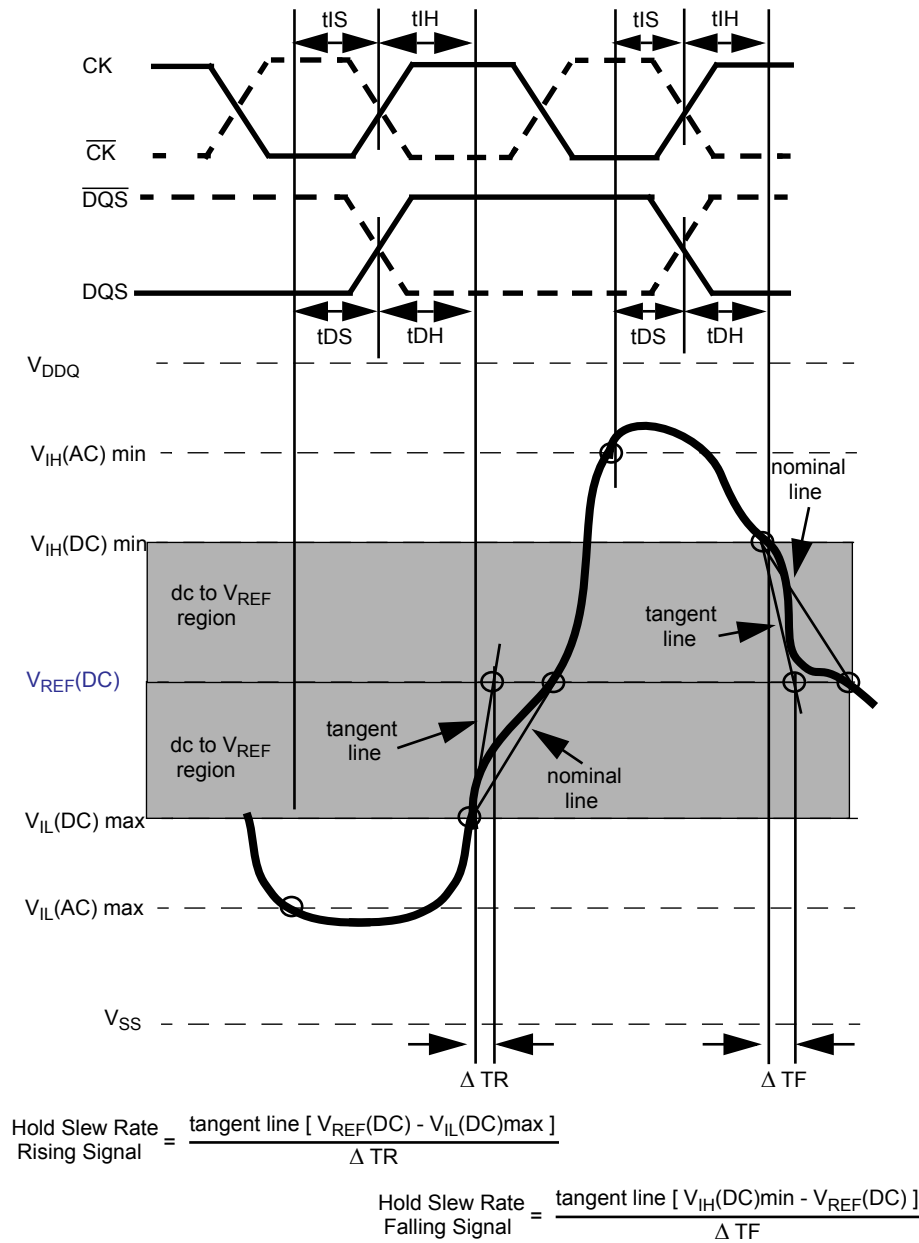 tIS tIH tIS tIH
CK
CK
DQS
DQS
tDS tDH tDS tDH
VDDQ
VIH(AC) min
nominal
line
VIH(DC) min
dc to VREF
region
tangent
line
VREF(DC)
tangent
line
dc to VREF
region
nominal
line
VIL(DC) max
VIL(AC) max
VSS
Δ TR Δ TF
Hold Slew Rate
Rising Signal = tangent line [ VREF(DC) - VIL(DC)max ]
Δ TR
Hold Slew Rate
Falling Signal = tangent line [ VIH(DC)min - VREF(DC) ]
Δ TF